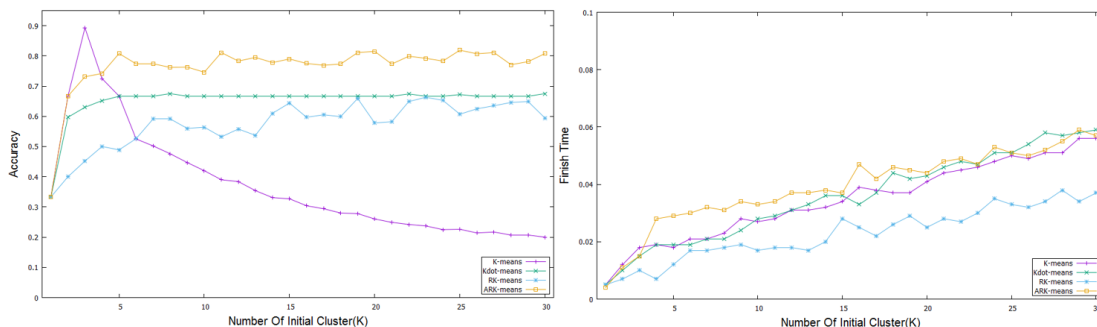 0.9
0.8
0.7
0.6
0.5
0.4
0.3
0.2
0.1
0
Accuracy
5 10 15 20 25 30
Number Of Initial Cluster(K)
K-means
Kdot-means
RK-means
ARK-means
0.1
0.08
0.06
0.04
0.02
0
Finish Time
5 10 15 20 25 3
Number Of Initial Cluster(K)
K-means
Kdot-means
RK-means
ARK-means